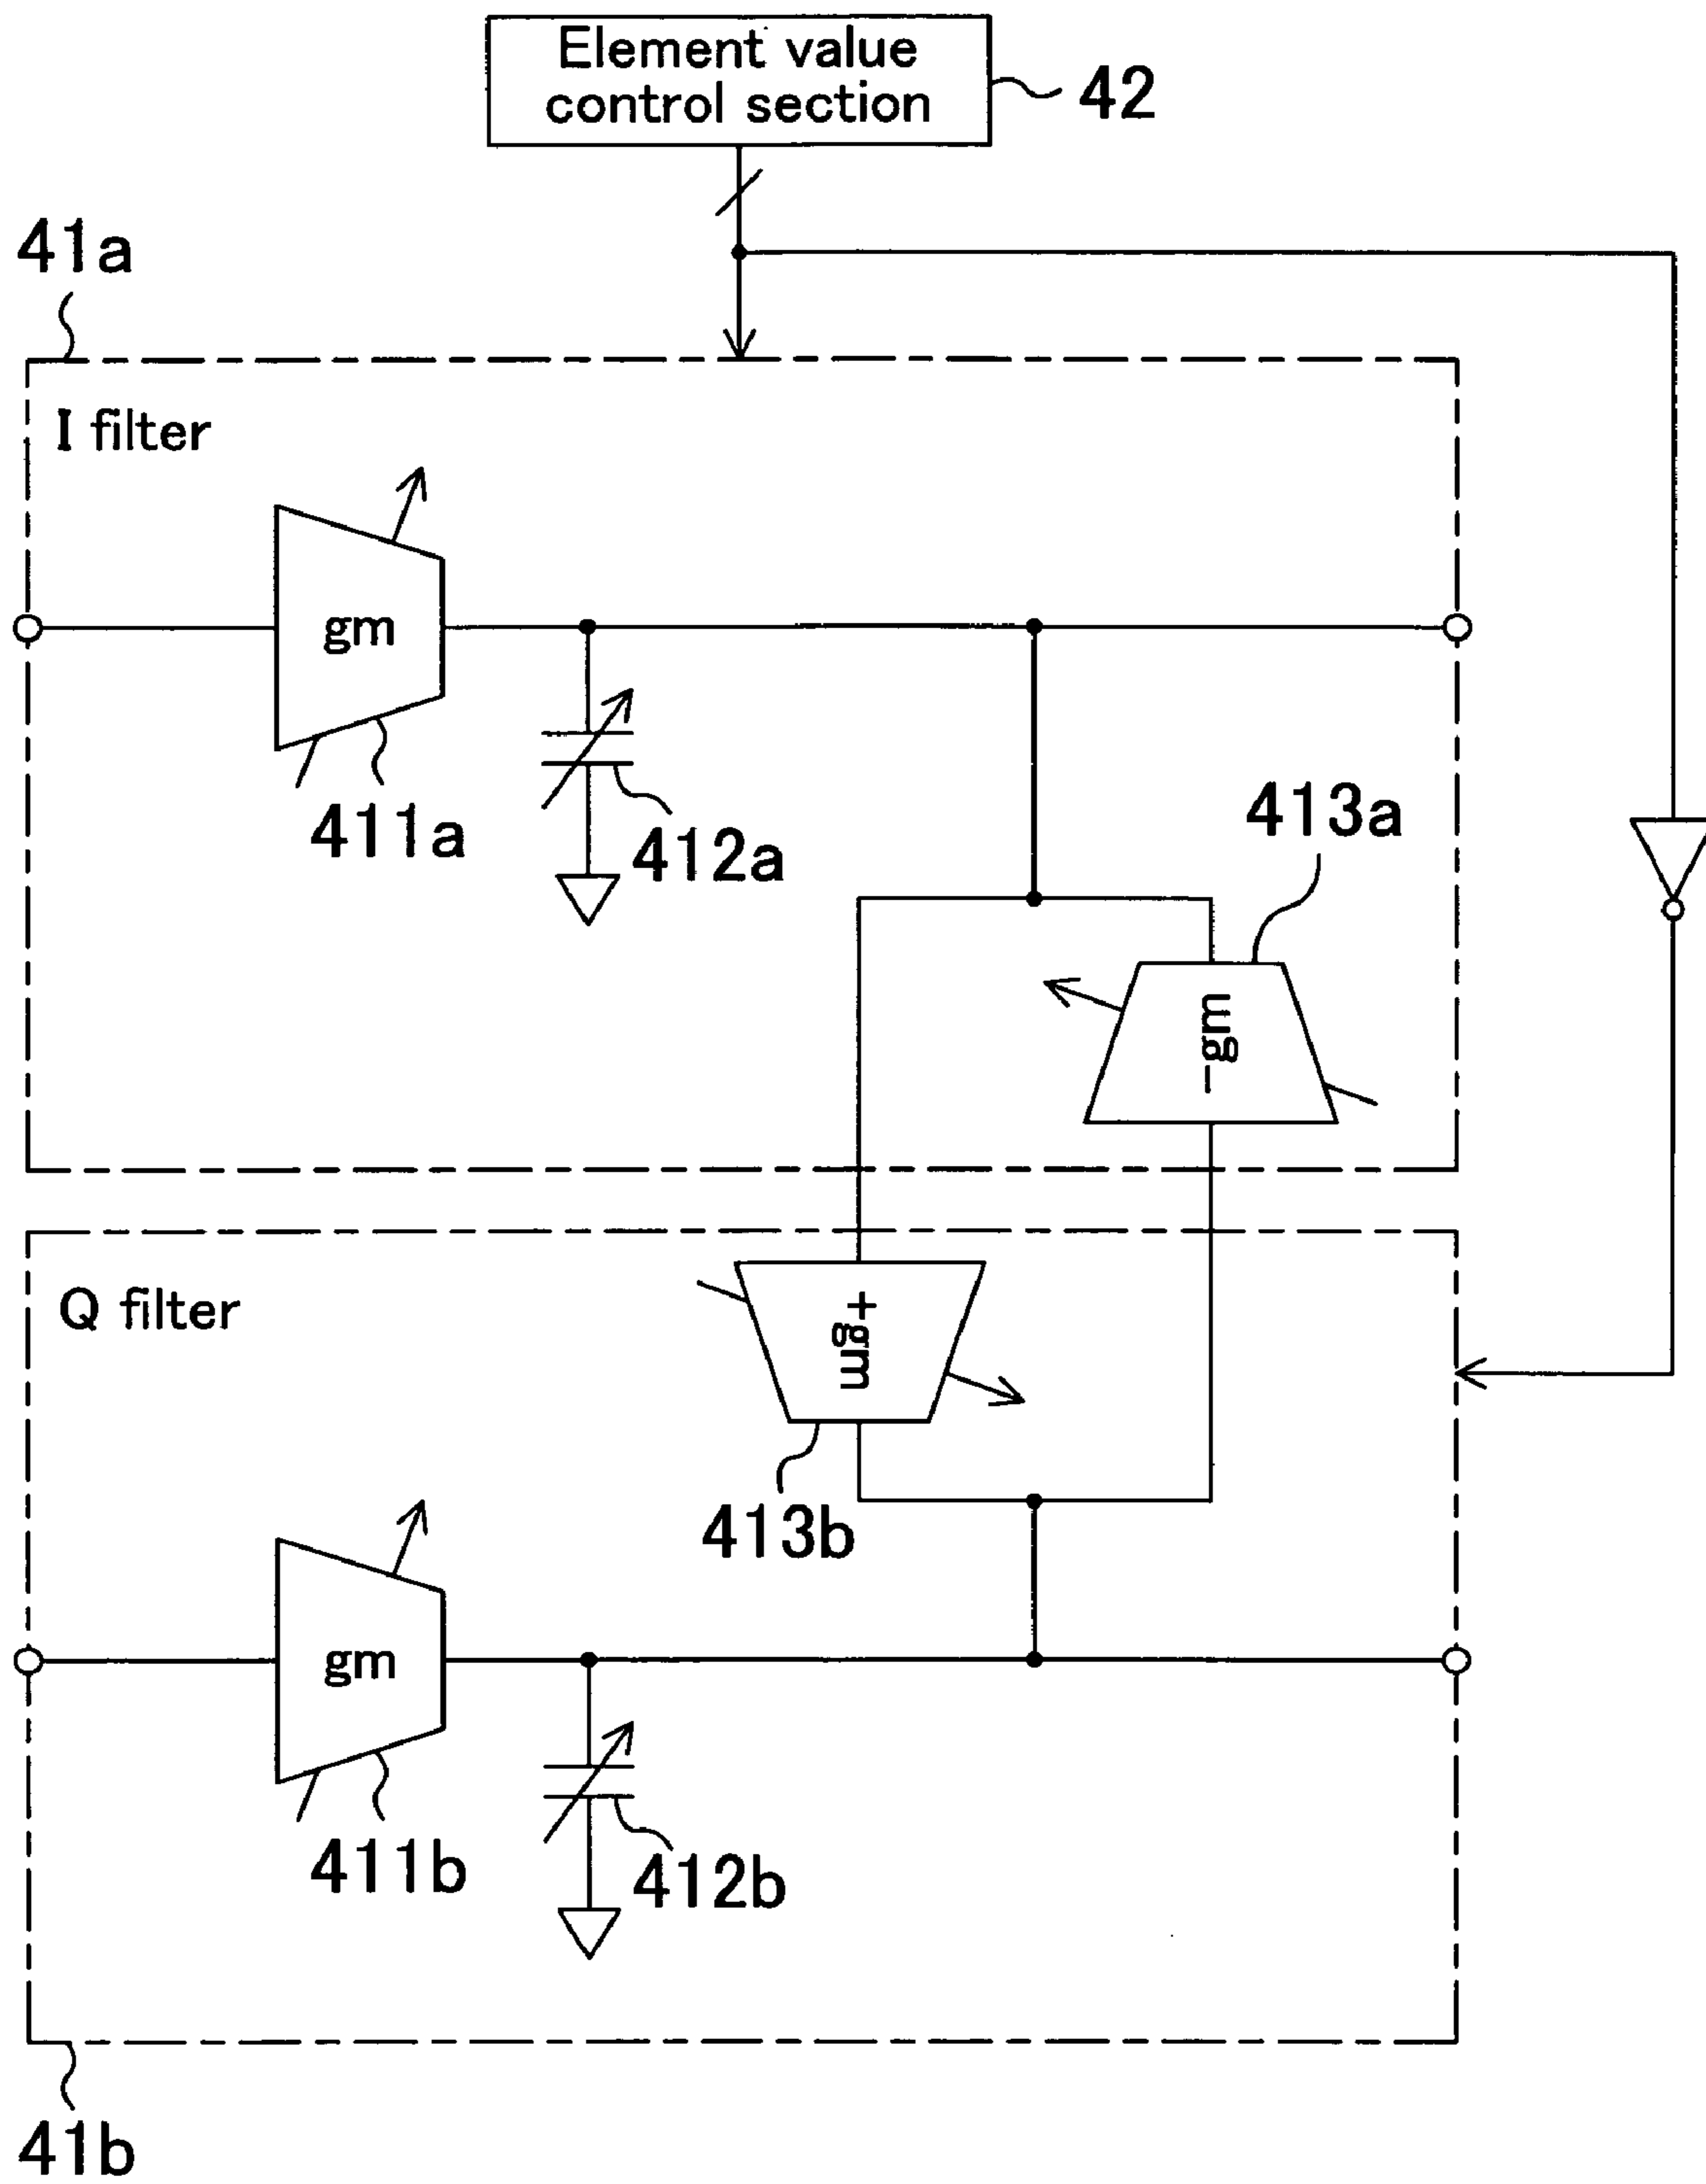 Element value
control section
42
41a
I filter
gm
411a
412a
413a
-gm
Q filter
+gm
413b
gm
411b
412b
41b